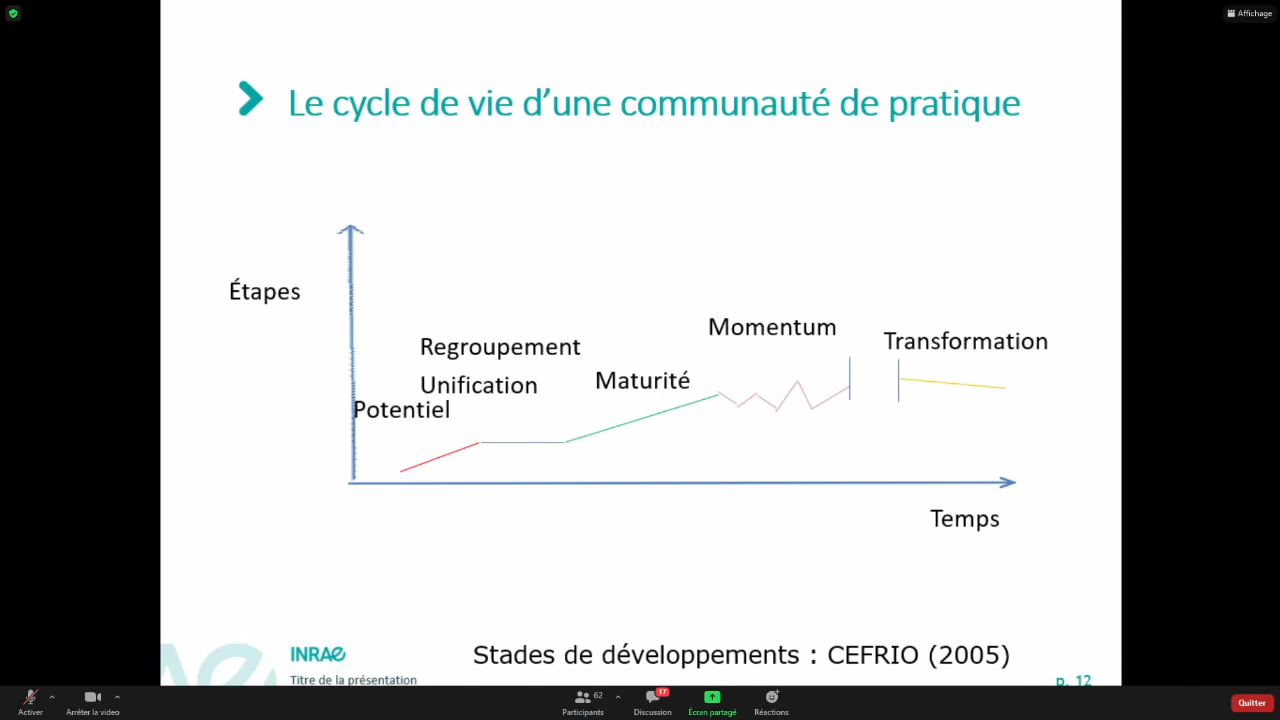 Affichage
Le cycle de vie d’une communauté de pratique
Étapes
Momentum
Transformation
Regroupement
Unification
Maturité
Potentiel
Temps
INRAE
Stades de développements : CEFRIO (2005)
Titre de la présentation
p. 12
Activer
Arrêter la video
62
Participants
17
Discussion
Écran partagé
Réactions
Quitter